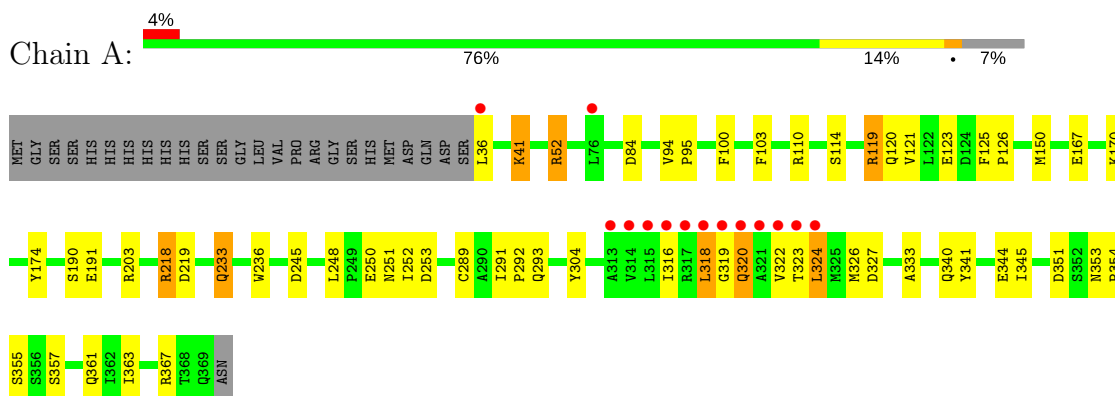 4%
Chain A:
76% 14% • 7%
MET GLY SER SER HIS HIS HIS HIS HIS HIS SER SER GLY LEU VAL PRO ARG GLY SER HIS MET ASP GLN ASP SER L36 K41 R52 L76 D84 V94 P95 F100 F103 R110 S114 R119 Q120 V121 L122 E123 D124 F125 P126 M150 E167 K170
Y174 S190 E191 R203 R218 D219 Q233 W236 D245 L248 P249 E250 N251 I252 D253 C289 A290 I291 P292 Q293 Y304 A313 V314 L315 I316 R317 L318 G319 Q320 A321 V322 T323 L324 M325 M326 D327 A333 Q340 Y341 E344 I345 D351 S352 N353
S355 S356 S357 Q361 I362 I363 R367 T368 Q369 ASN